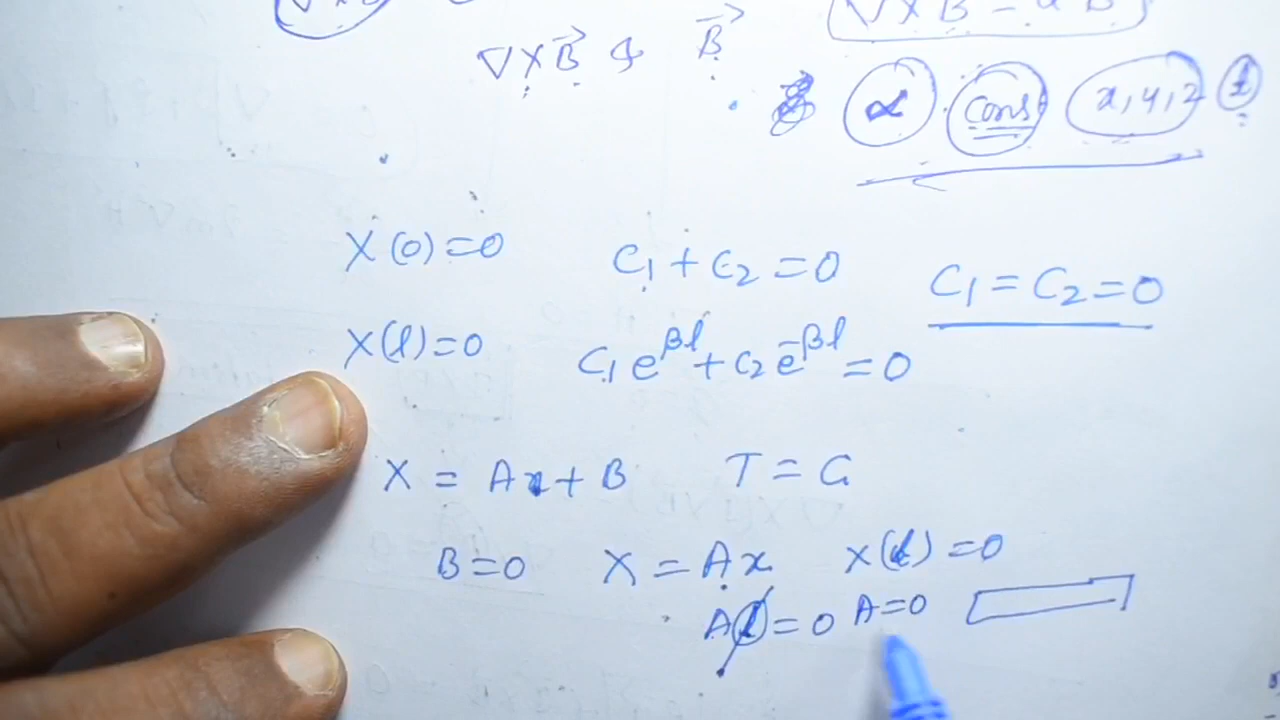 ∇×B⃗ = αB⃗
∇×B⃗ & B⃗
α const x, y, z t
X(0)=0 C₁ + C₂ = 0 C₁ = C₂ = 0
X(l)=0 C₁e^{βl} + C₂e^{-βl} = 0
X = Ax + B T = C
B=0 X = Ax X(l) = 0
Al = 0 A=0